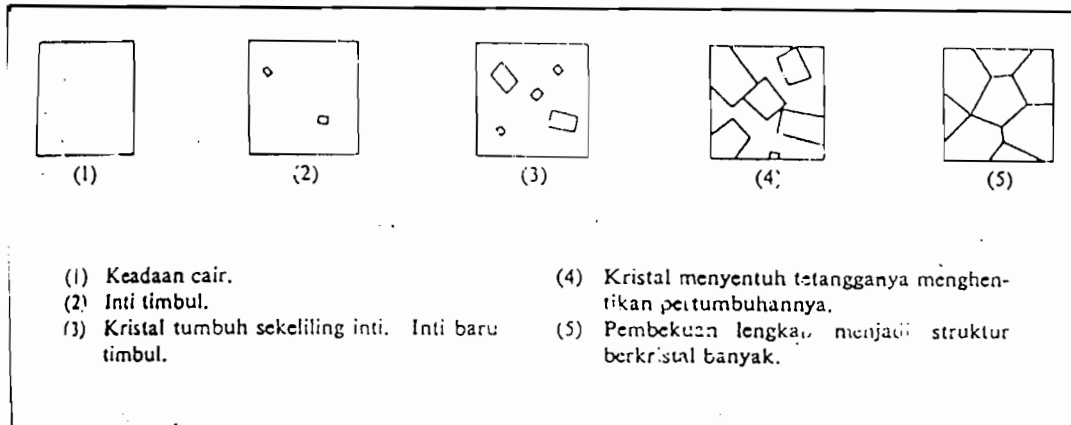 (1)
(2)
(3)
(4)
(5)
(1) Keadaan cair.
(2) Inti timbul.
(3) Kristal tumbuh sekeliling inti. Inti baru
timbul.
(4) Kristal menyentuh tetangganya menghen-
tikan pertumbuhannya.
(5) Pembekuan lengkap menjadi struktur
berkristal banyak.